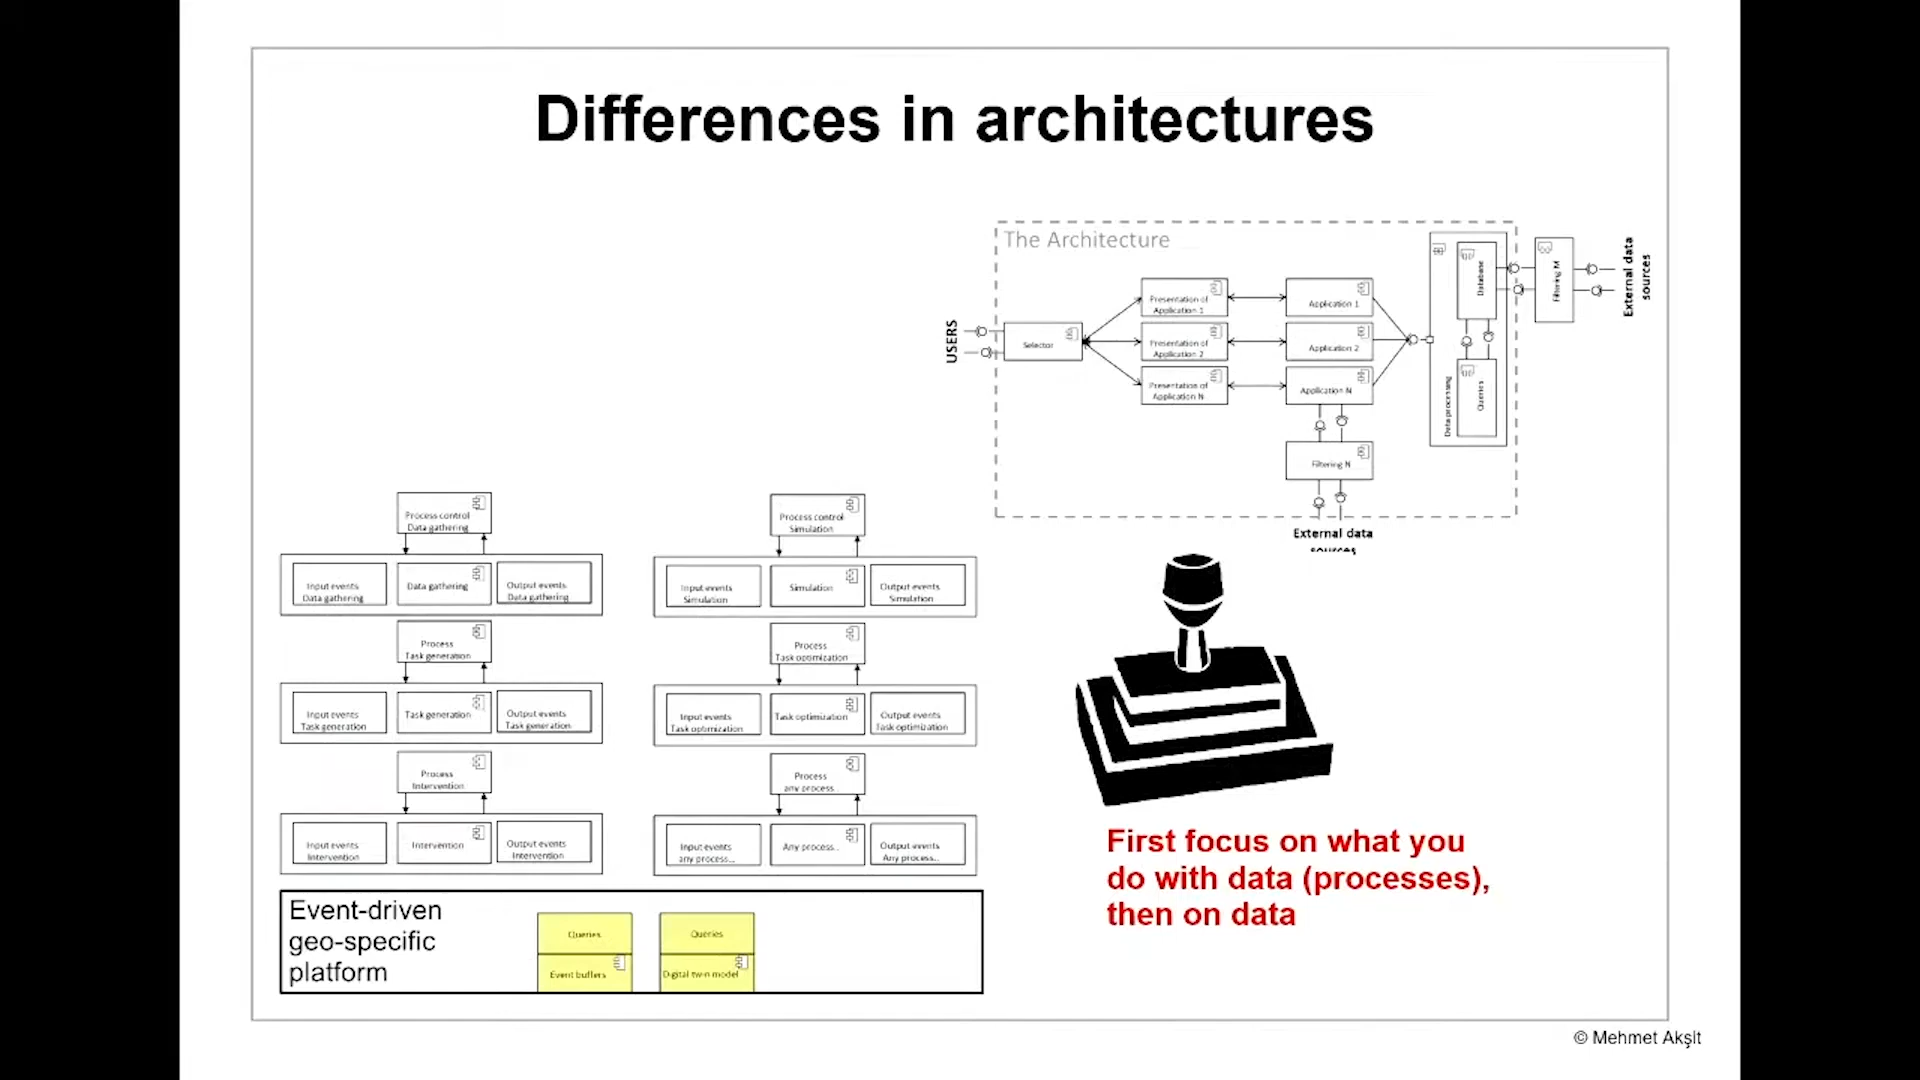 Differences in architectures
The Architecture
USERS
Selector
Presentation of
Application 1
Presentation of
Application 2
Presentation of
Application N
Application 1
Application 2
Application N
Filtering N
External data
sources
Data processing
Database
Queries
Filtering M
External data
sources
Process control
Data gathering
Input events
Data gathering
Data gathering
Output events
Data gathering
Process
Task generation
Input events
Task generation
Task generation
Output events
Task generation
Process
Intervention
Input events
Intervention
Intervention
Output events
Intervention
Process control
Simulation
Input events
Simulation
Simulation
Output events
Simulation
Process
Task optimization
Input events
Task optimization
Task optimization
Output events
Task optimization
Process
any process
Input events
any process...
Any process..
Output events
Any process...
Event-driven
geo-specific
platform
Queries
Event buffers
Queries
Digital twin model
First focus on what you
do with data (processes),
then on data
© Mehmet Akşit